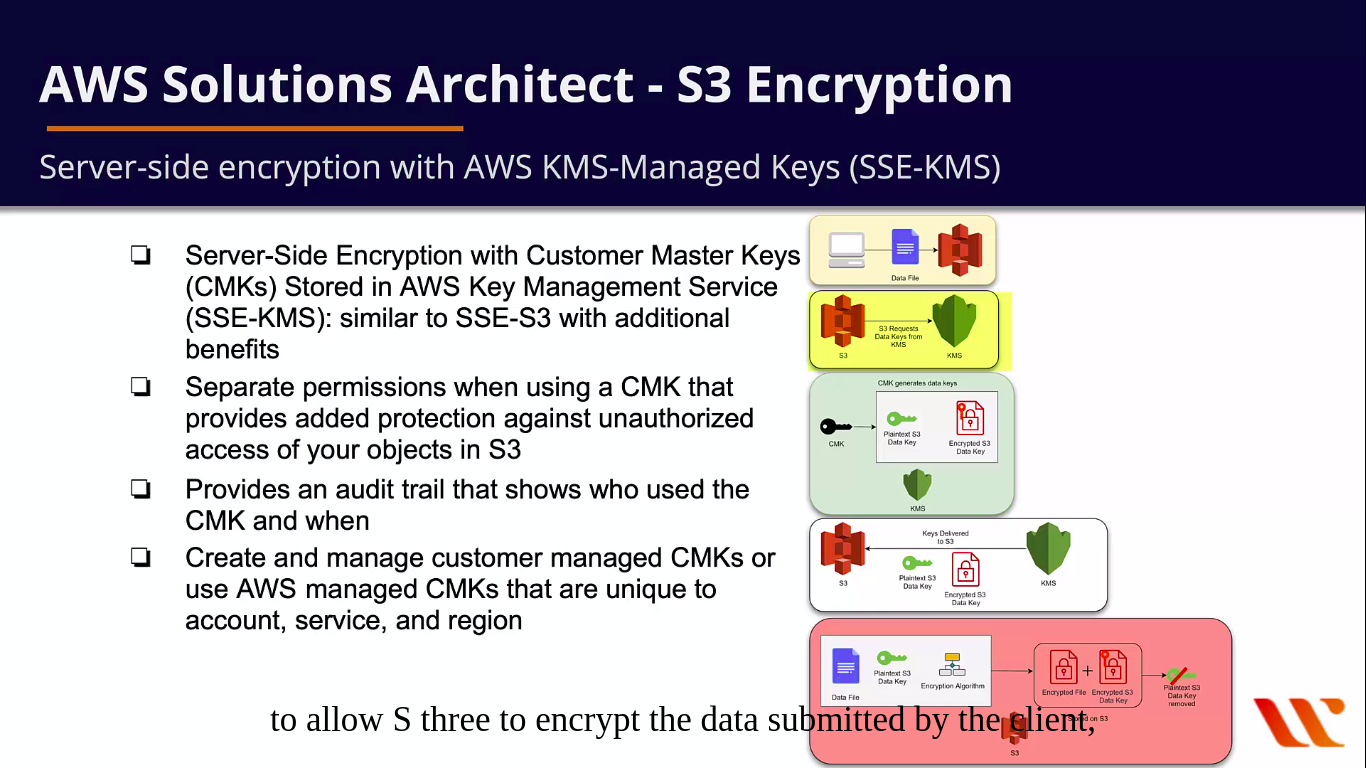 AWS Solutions Architect - S3 Encryption
Server-side encryption with AWS KMS-Managed Keys (SSE-KMS)
❏ Server-Side Encryption with Customer Master Keys
(CMKs) Stored in AWS Key Management Service
(SSE-KMS): similar to SSE-S3 with additional
benefits
❏ Separate permissions when using a CMK that
provides added protection against unauthorized
access of your objects in S3
❏ Provides an audit trail that shows who used the
CMK and when
❏ Create and manage customer managed CMKs or
use AWS managed CMKs that are unique to
account, service, and region
Data File
S3 Requests
Data Keys from
KMS
S3
KMS
CMK generates data keys
CMK
Plaintext S3
Data Key
Encrypted S3
Data Key
KMS
Keys Delivered
to S3
S3
Plaintext S3
Data Key
Encrypted S3
Data Key
KMS
Data File
Plaintext S3
Data Key
Encryption Algorithm
Encrypted File
+
Encrypted S3
Data Key
Plaintext S3
Data Key
removed
on S3
S3
to allow S three to encrypt the data submitted by the client,